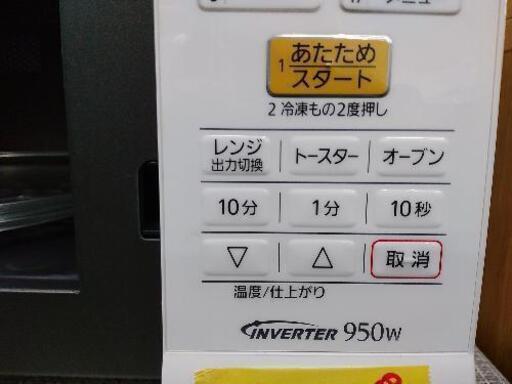 1 あたため
スタート
2 冷凍もの2度押し
レンジ
出力切換
トースター
オーブン
10分
1分
10秒
▽
△
取消
温度/仕上がり
INVERTER 950W